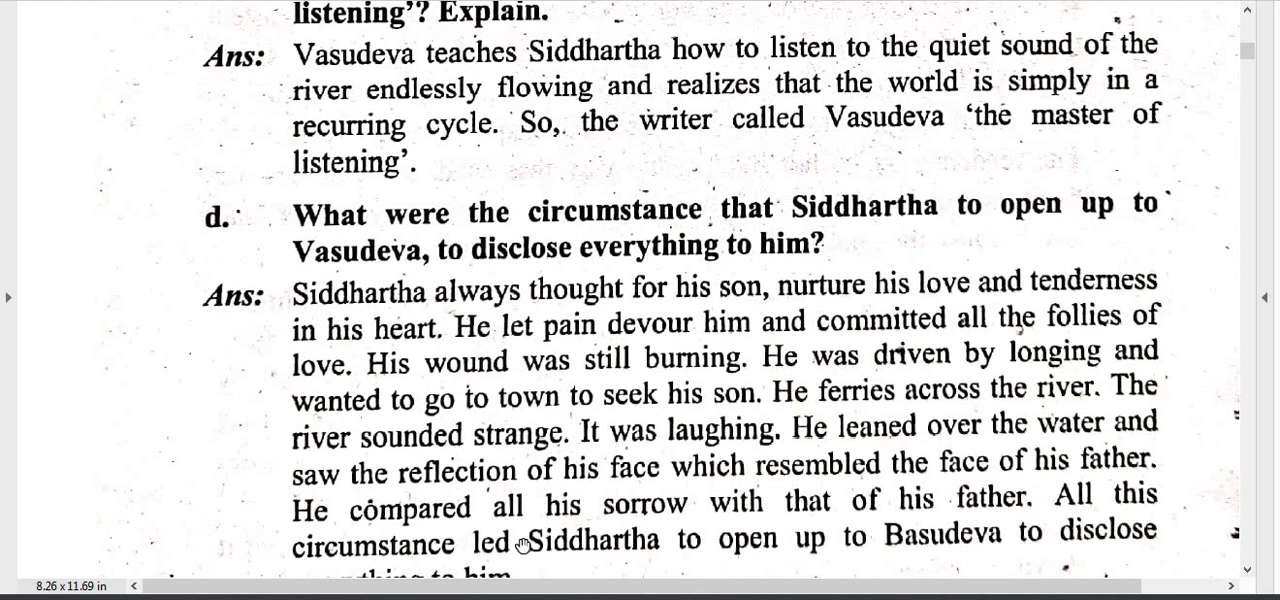 listening'? Explain.
Ans: Vasudeva teaches Siddhartha how to listen to the quiet sound of the
river endlessly flowing and realizes that the world is simply in a
recurring cycle. So, the writer called Vasudeva 'the master of
listening'.
d. What were the circumstance that Siddhartha to open up to
Vasudeva, to disclose everything to him?
Ans: Siddhartha always thought for his son, nurture his love and tenderness
in his heart. He let pain devour him and committed all the follies of
love. His wound was still burning. He was driven by longing and
wanted to go to town to seek his son. He ferries across the river. The
river sounded strange. It was laughing. He leaned over the water and
saw the reflection of his face which resembled the face of his father.
He compared all his sorrow with that of his father. All this
circumstance led Siddhartha to open up to Basudeva to disclose
to him
8.26 x 11.69 in